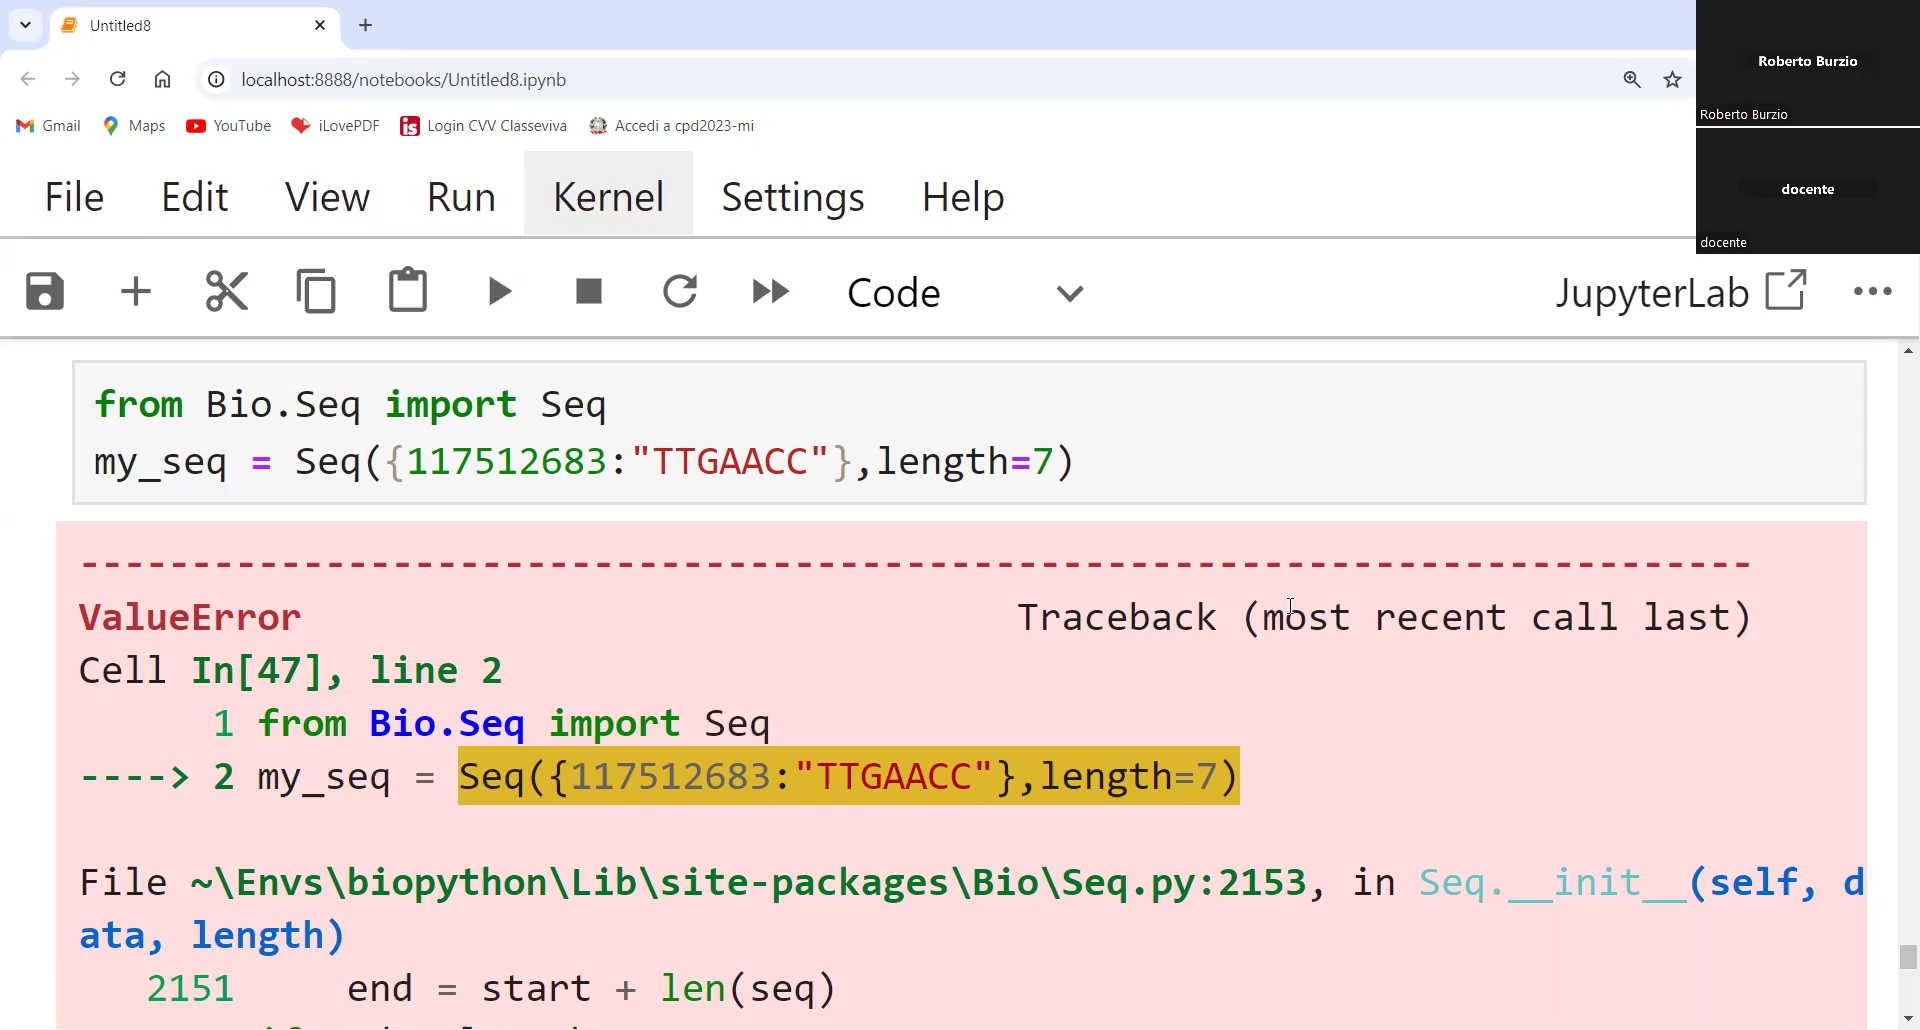 Untitled8
localhost:8888/notebooks/Untitled8.ipynb
Gmail Maps YouTube iLovePDF Login CVV Classeviva Accedi a cpd2023-mi
Roberto Burzio
Roberto Burzio
docente
docente
File Edit View Run Kernel Settings Help
Code JupyterLab
from Bio.Seq import Seq
my_seq = Seq({117512683:"TTGAACC"},length=7)
---------------------------------------------------------------------------
ValueError Traceback (most recent call last)
Cell In[47], line 2
1 from Bio.Seq import Seq
----> 2 my_seq = Seq({117512683:"TTGAACC"},length=7)
File ~\Envs\biopython\Lib\site-packages\Bio\Seq.py:2153, in Seq.__init__(self, d
ata, length)
2151 end = start + len(seq)